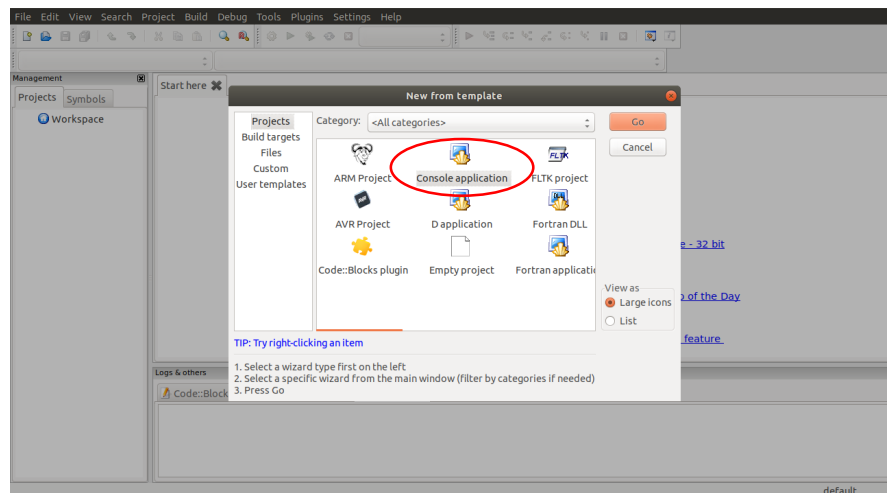 File Edit View Search Project Build Debug Tools Plugins Settings Help
Management
Projects Symbols
Workspace
Start here
New from template
Projects
Build targets
Files
Custom
User templates
Category: <All categories>
Go
Cancel
FLTK
ARM Project Console application FLTK project
AVR Project D application Fortran DLL
Code::Blocks plugin Empty project Fortran applicati
View as
Large icons
List
TIP: Try right-clicking an item
1. Select a wizard type first on the left
2. Select a specific wizard from the main window (filter by categories if needed)
3. Press Go
e - 32 bit
of the Day
feature
Logs & others
Code::Block
default